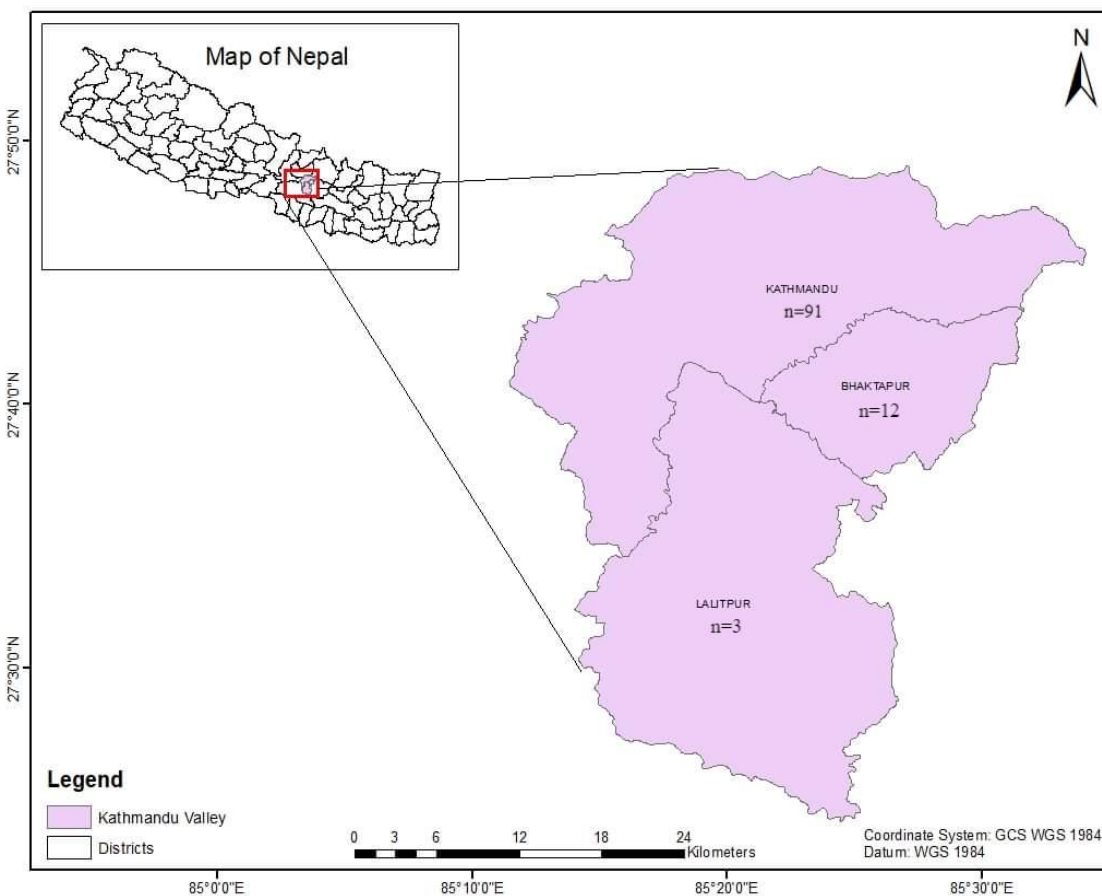 Map of Nepal
N
27°50'0"N
27°40'0"N
27°30'0"N
KATHMANDU
n=91
BHAKTAPUR
n=12
LALITPUR
n=3
Legend
Kathmandu Valley
Districts
0 3 6 12 18 24
Kilometers
Coordinate System: GCS WGS 1984
Datum: WGS 1984
85°0'0"E 85°10'0"E 85°20'0"E 85°30'0"E